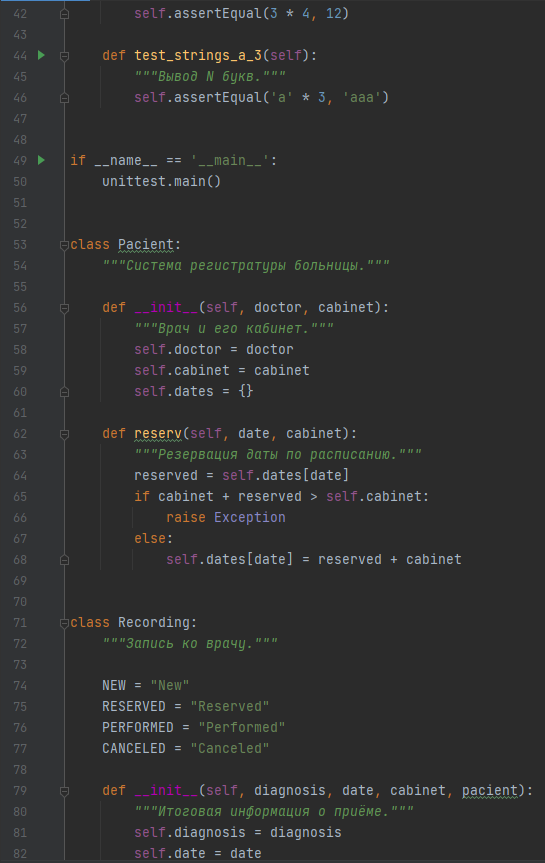 42 self.assertEqual(3 * 4, 12)
43
44 def test_strings_a_3(self):
45 """Вывод N букв."""
46 self.assertEqual('a' * 3, 'aaa')
47
48
49 if __name__ == '__main__':
50 unittest.main()
51
52
53 class Pacient:
54 """Система регистратуры больницы."""
55
56 def __init__(self, doctor, cabinet):
57 """Врач и его кабинет."""
58 self.doctor = doctor
59 self.cabinet = cabinet
60 self.dates = {}
61
62 def reserv(self, date, cabinet):
63 """Резервация даты по расписанию."""
64 reserved = self.dates[date]
65 if cabinet + reserved > self.cabinet:
66 raise Exception
67 else:
68 self.dates[date] = reserved + cabinet
69
70
71 class Recording:
72 """Запись ко врачу."""
73
74 NEW = "New"
75 RESERVED = "Reserved"
76 PERFORMED = "Performed"
77 CANCELED = "Canceled"
78
79 def __init__(self, diagnosis, date, cabinet, pacient):
80 """Итоговая информация о приёме."""
81 self.diagnosis = diagnosis
82 self.date = date